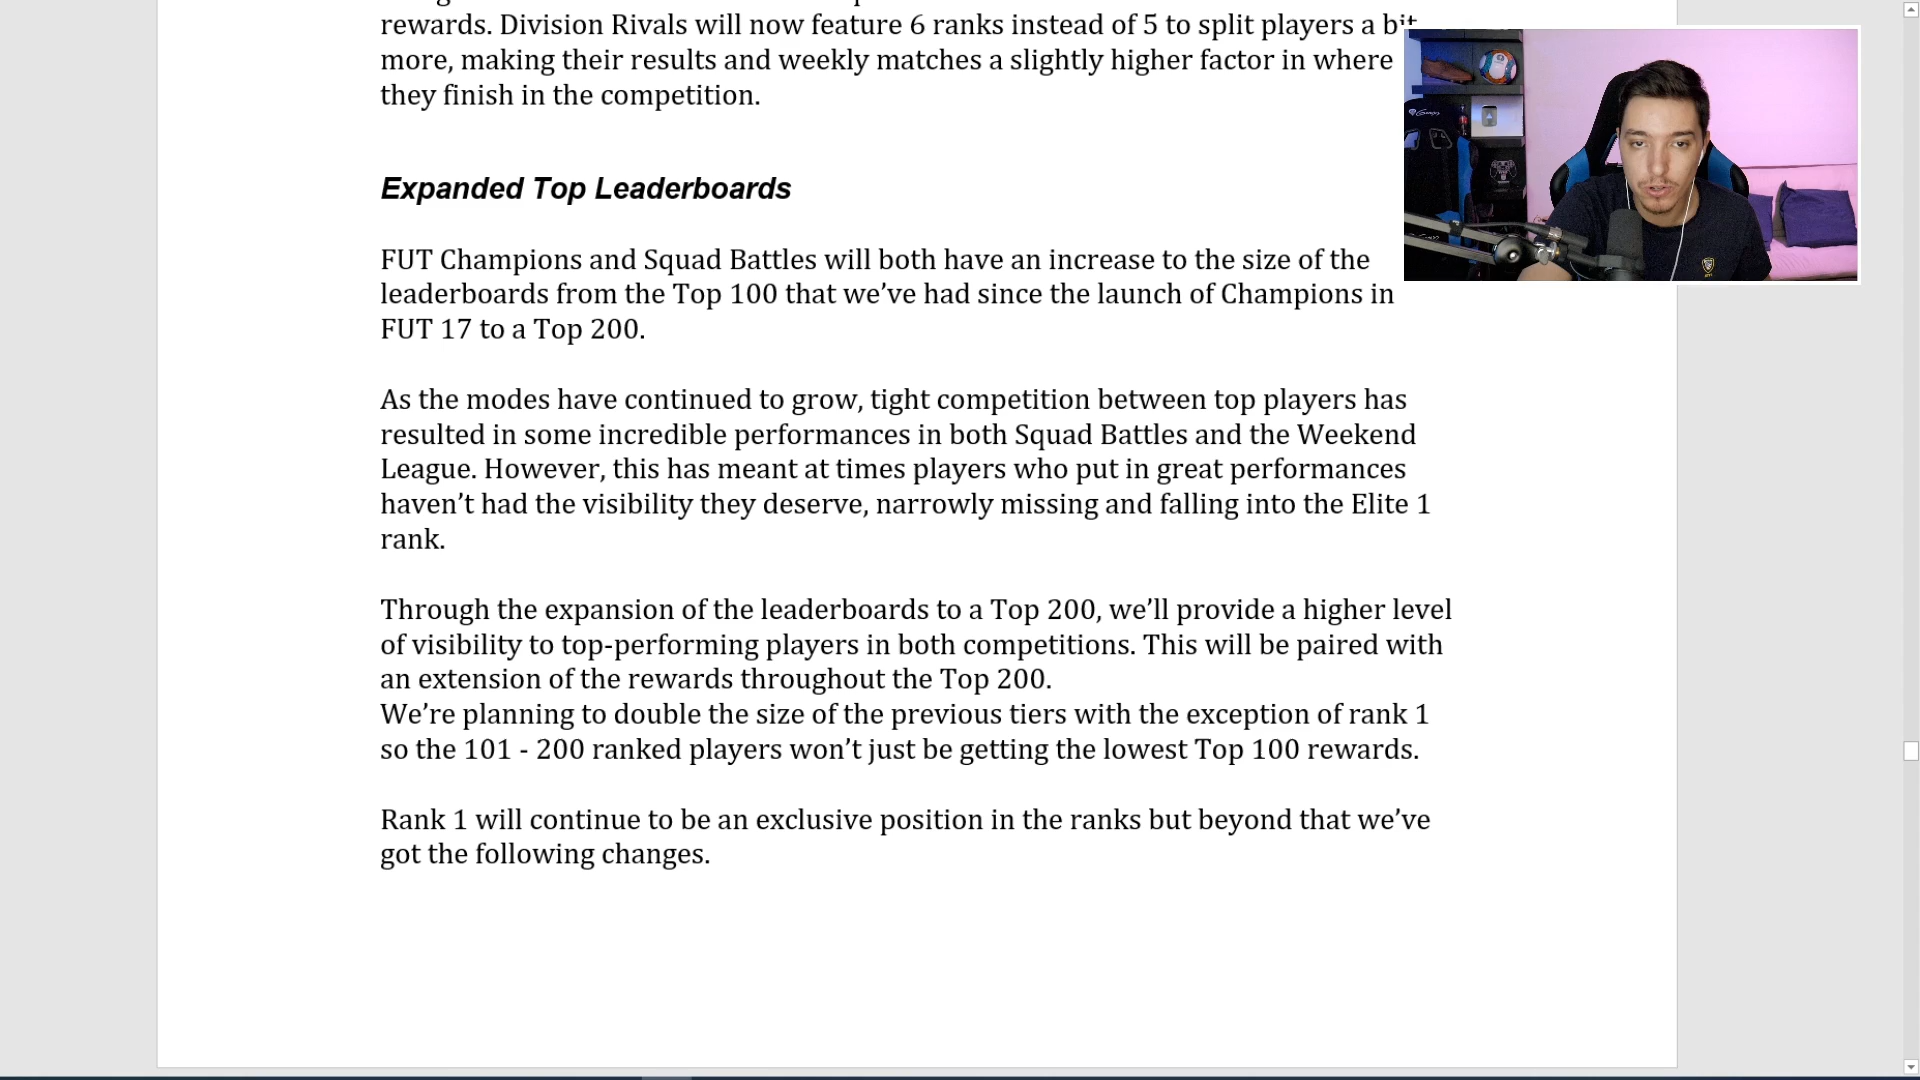 rewards. Division Rivals will now feature 6 ranks instead of 5 to split players a bit
more, making their results and weekly matches a slightly higher factor in where
they finish in the competition.
Expanded Top Leaderboards
FUT Champions and Squad Battles will both have an increase to the size of the
leaderboards from the Top 100 that we’ve had since the launch of Champions in
FUT 17 to a Top 200.
As the modes have continued to grow, tight competition between top players has
resulted in some incredible performances in both Squad Battles and the Weekend
League. However, this has meant at times players who put in great performances
haven’t had the visibility they deserve, narrowly missing and falling into the Elite 1
rank.
Through the expansion of the leaderboards to a Top 200, we’ll provide a higher level
of visibility to top-performing players in both competitions. This will be paired with
an extension of the rewards throughout the Top 200.
We’re planning to double the size of the previous tiers with the exception of rank 1
so the 101 - 200 ranked players won’t just be getting the lowest Top 100 rewards.
Rank 1 will continue to be an exclusive position in the ranks but beyond that we’ve
got the following changes.